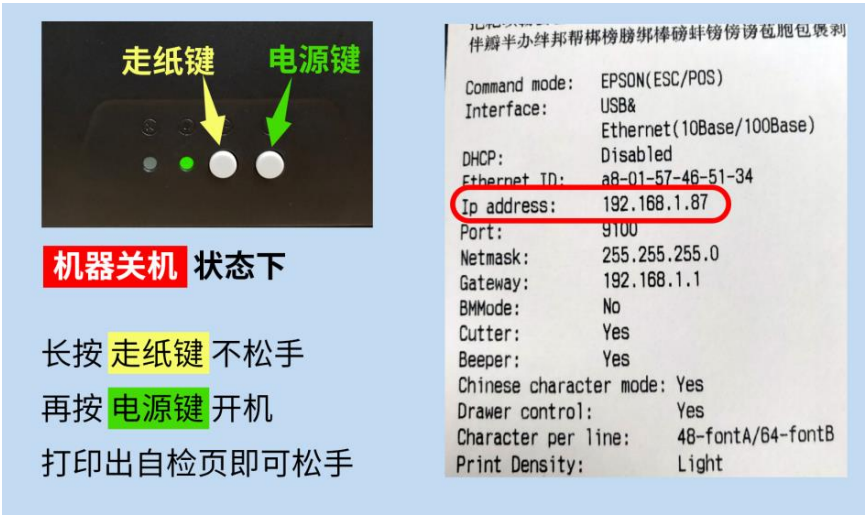 走纸键 电源键
机器关机 状态下
长按 走纸键 不松手
再按 电源键 开机
打印出自检页即可松手
伴瓣半办绊邦帮梆榜膀绑棒磅蚌镑傍谤苞胞包褒剥
Command mode: EPSON(ESC/POS)
Interface: USB&
Ethernet(10Base/100Base)
DHCP: Disabled
Ethernet ID: a8-01-57-46-51-34
Ip address: 192.168.1.87
Port: 9100
Netmask: 255.255.255.0
Gateway: 192.168.1.1
BMMode: No
Cutter: Yes
Beeper: Yes
Chinese character mode: Yes
Drawer control: Yes
Character per line: 48-fontA/64-fontB
Print Density: Light